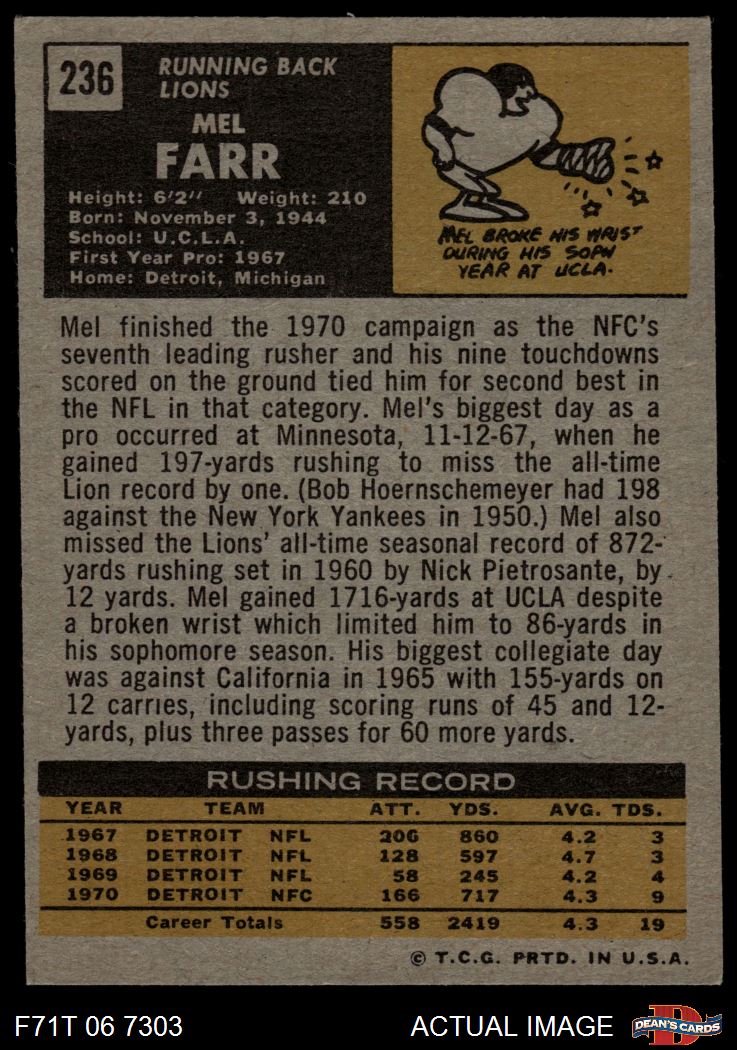 236
RUNNING BACK
LIONS
MEL
FARR
Height: 6'2" Weight: 210
Born: November 3, 1944
School: U.C.L.A.
First Year Pro: 1967
Home: Detroit, Michigan
MEL BROKE HIS WRIST
DURING HIS SOPH
YEAR AT UCLA.
Mel finished the 1970 campaign as the NFC's
seventh leading rusher and his nine touchdowns
scored on the ground tied him for second best in
the NFL in that category. Mel's biggest day as a
pro occurred at Minnesota, 11-12-67, when he
gained 197-yards rushing to miss the all-time
Lion record by one. (Bob Hoernschemeyer had 198
against the New York Yankees in 1950.) Mel also
missed the Lions' all-time seasonal record of 872-
yards rushing set in 1960 by Nick Pietrosante, by
12 yards. Mel gained 1716-yards at UCLA despite
a broken wrist which limited him to 86-yards in
his sophomore season. His biggest collegiate day
was against California in 1965 with 155-yards on
12 carries, including scoring runs of 45 and 12-
yards, plus three passes for 60 more yards.
RUSHING RECORD
YEAR TEAM ATT. YDS. AVG. TDS.
1967 DETROIT NFL 206 860 4.2 3
1968 DETROIT NFL 128 597 4.7 3
1969 DETROIT NFL 58 245 4.2 4
1970 DETROIT NFC 166 717 4.3 9
Career Totals 558 2419 4.3 19
© T.C.G. PRTD. IN U.S.A.
F71T 06 7303 ACTUAL IMAGE DEAN'S CARDS